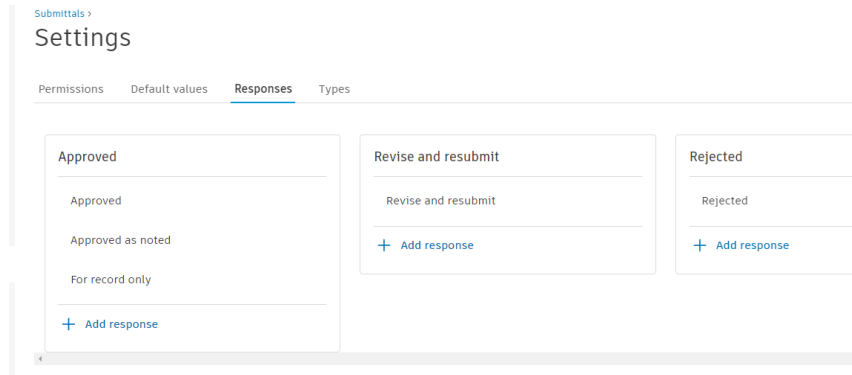 Submittals >
Settings
Permissions Default values Responses Types
Approved
Approved
Approved as noted
For record only
+ Add response
Revise and resubmit
Revise and resubmit
+ Add response
Rejected
Rejected
+ Add response